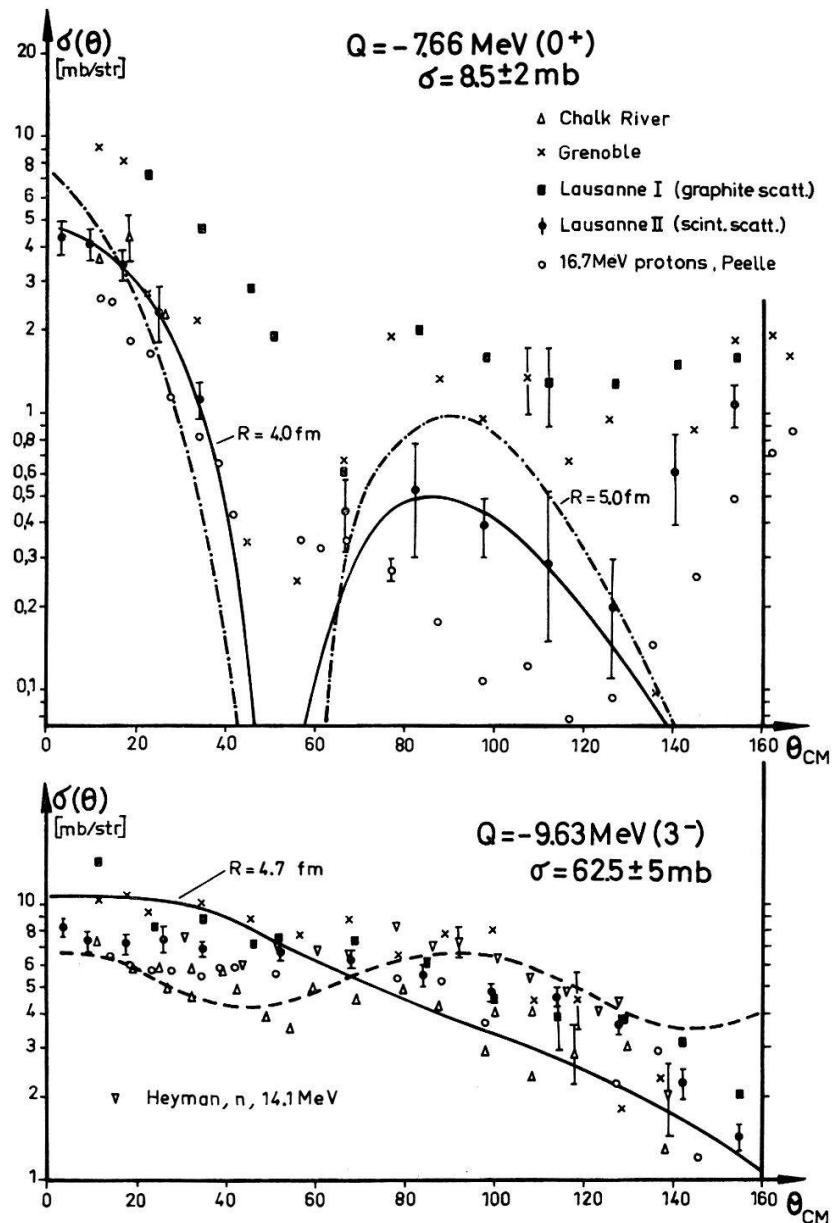 σ(θ)
[mb/str]
Q = -7.66 MeV (0⁺)
σ = 8.5 ± 2 mb
△ Chalk River
× Grenoble
■ Lausanne I (graphite scatt.)
● Lausanne II (scint. scatt.)
○ 16.7 MeV protons, Peelle
20
10
8
6
5
4
3
2
1
0,8
0,6
0,5
0,4
0,3
0,2
0,1
R = 4.0 fm
R = 5.0 fm
0 20 40 60 80 100 120 140 160
θCM
σ(θ)
[mb/str]
Q = -9.63 MeV (3⁻)
σ = 62.5 ± 5 mb
R = 4.7 fm
10
8
6
5
4
3
2
1
▽ Heyman, n, 14.1 MeV
0 20 40 60 80 100 120 140 160
θCM